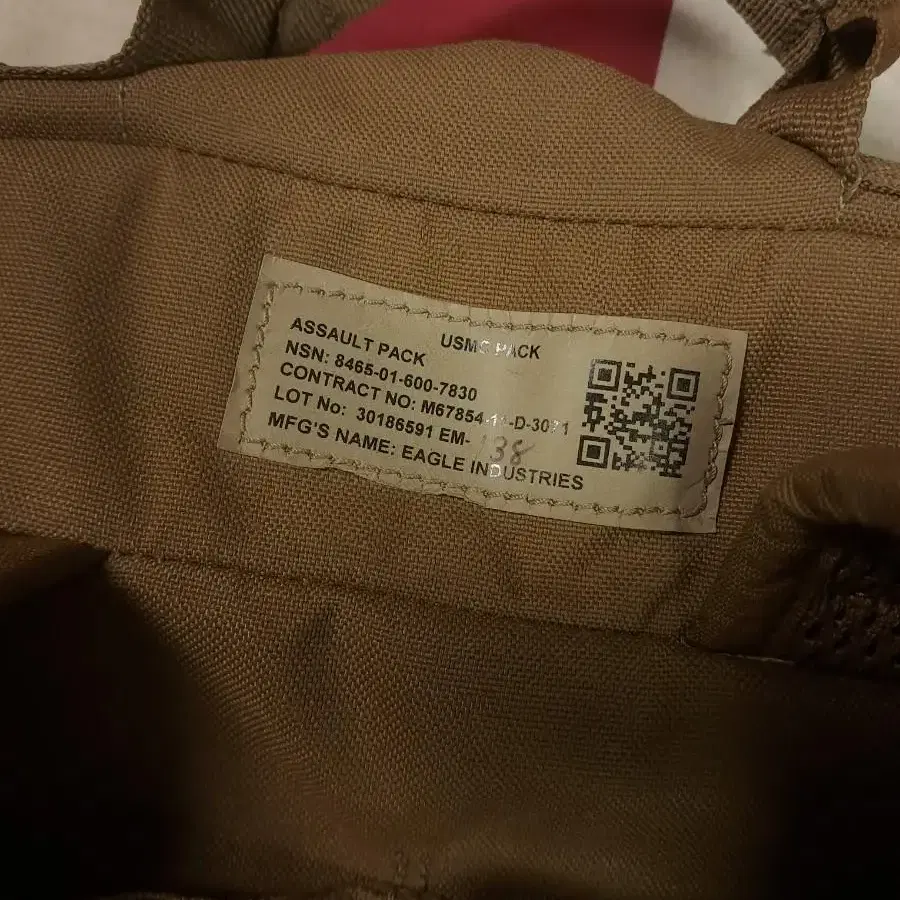 ASSAULT PACK USMC PACK
NSN: 8465-01-600-7830
CONTRACT NO: M67854-11-D-3071
LOT No: 30186591 EM- 138
MFG'S NAME: EAGLE INDUSTRIES